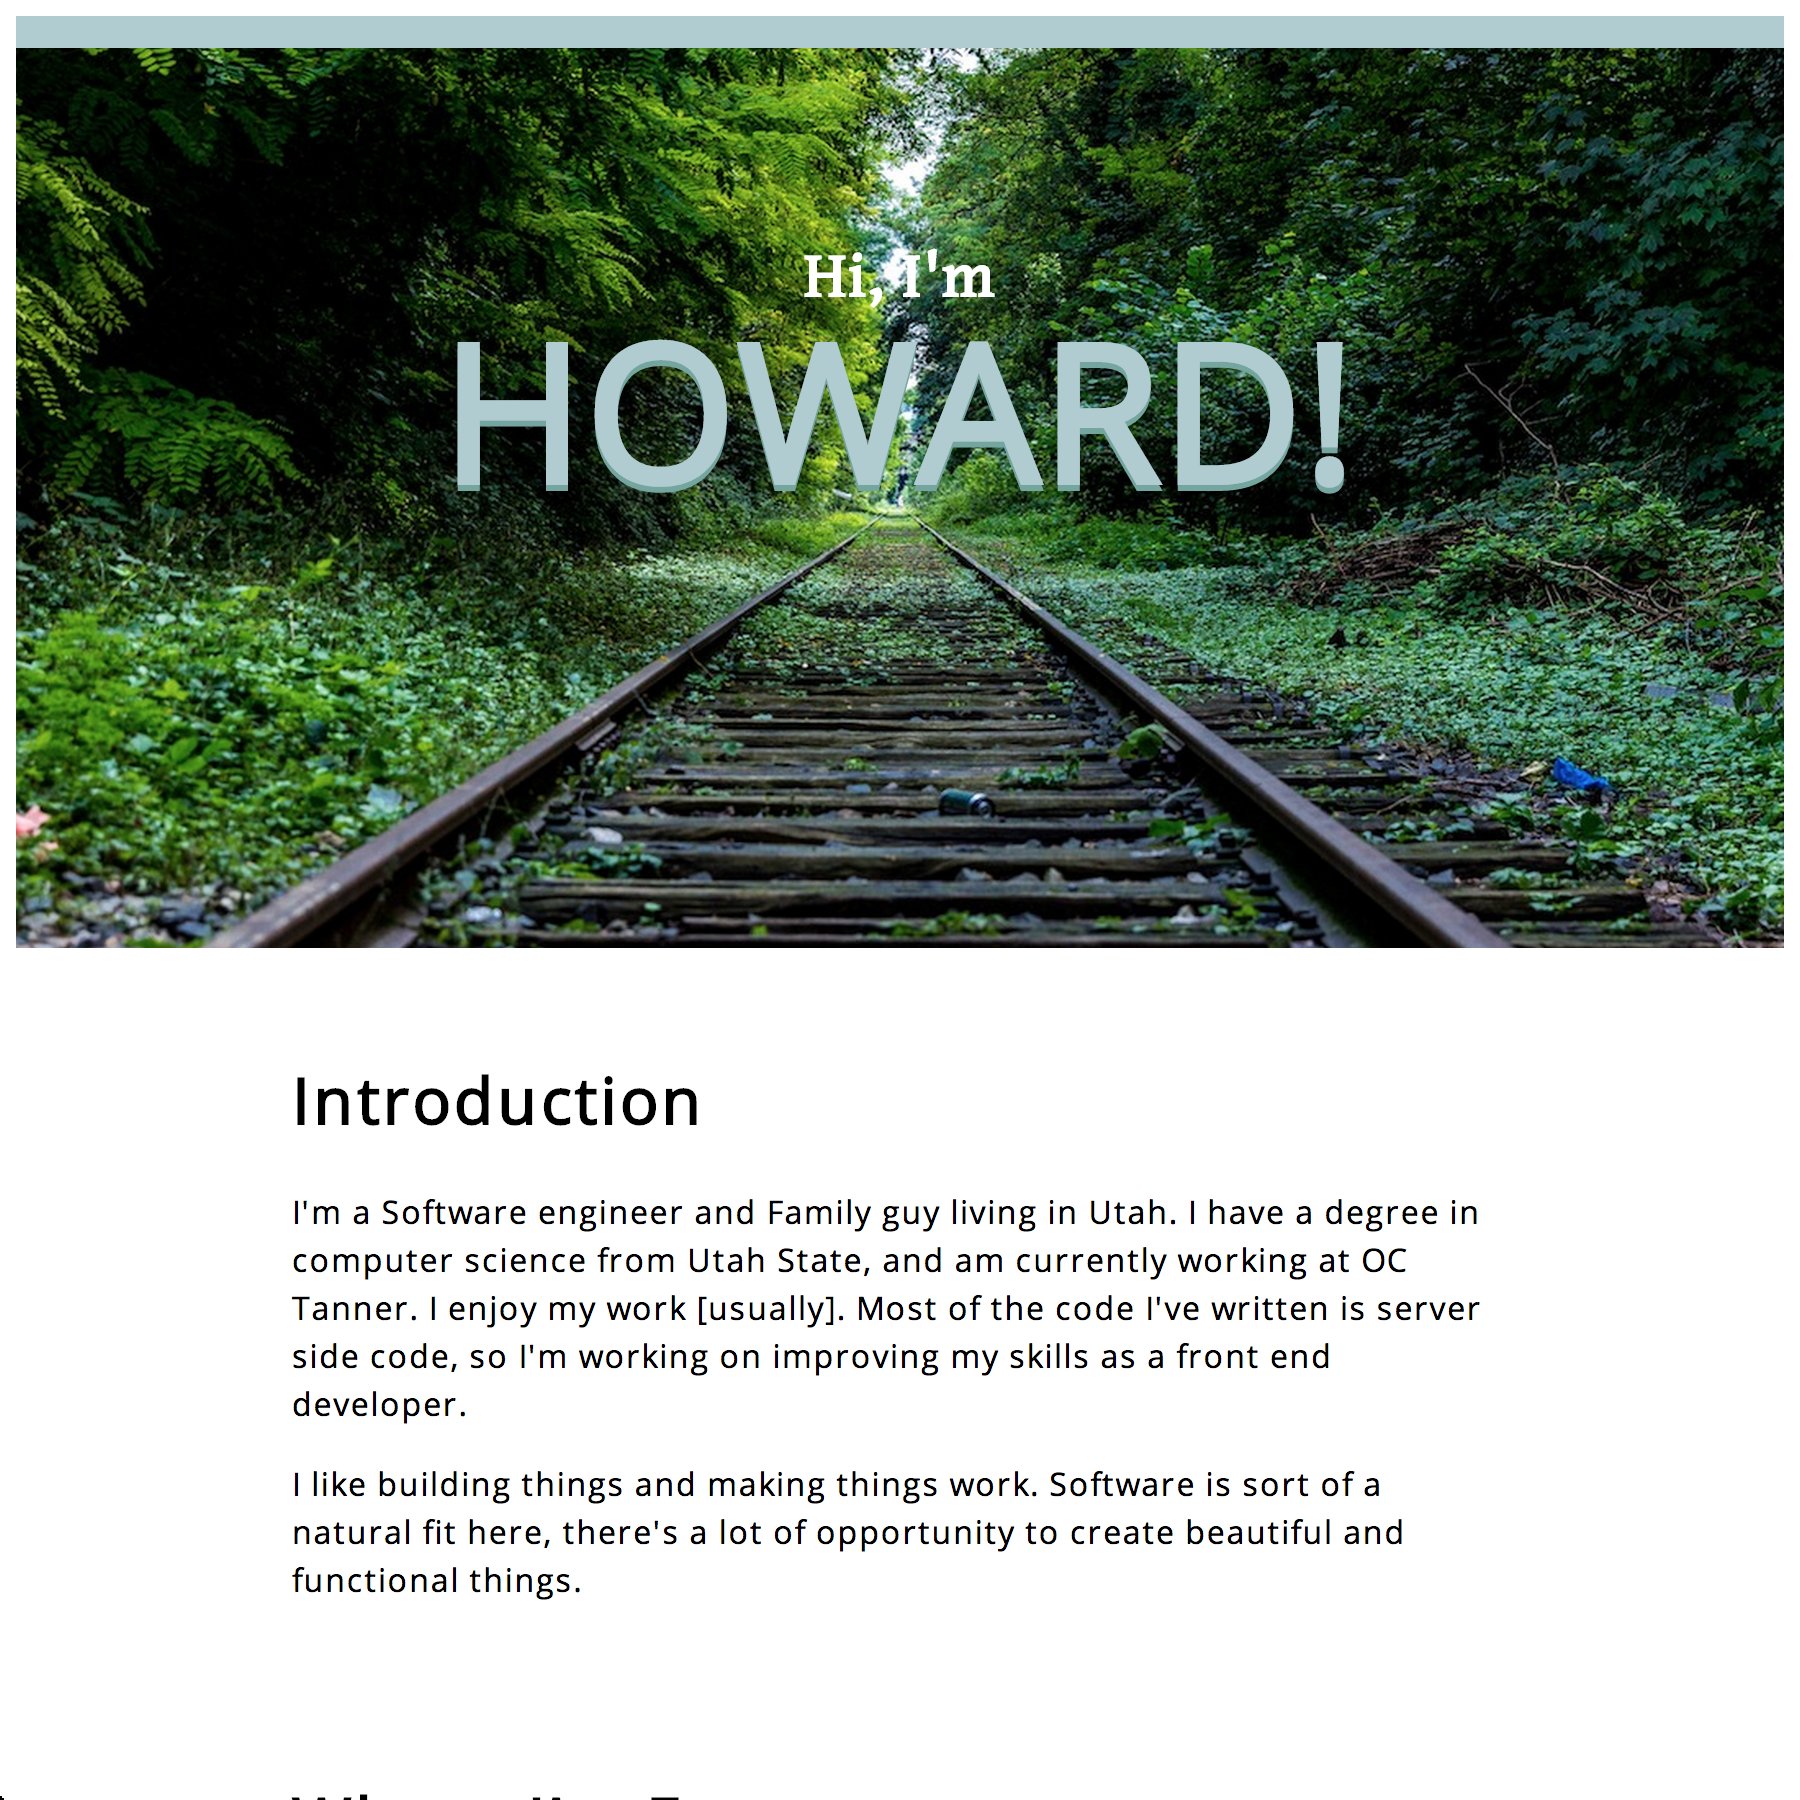 Hi, I'm
HOWARD!
Introduction
I'm a Software engineer and Family guy living in Utah. I have a degree in
computer science from Utah State, and am currently working at OC
Tanner. I enjoy my work [usually]. Most of the code I've written is server
side code, so I'm working on improving my skills as a front end
developer.
I like building things and making things work. Software is sort of a
natural fit here, there's a lot of opportunity to create beautiful and
functional things.